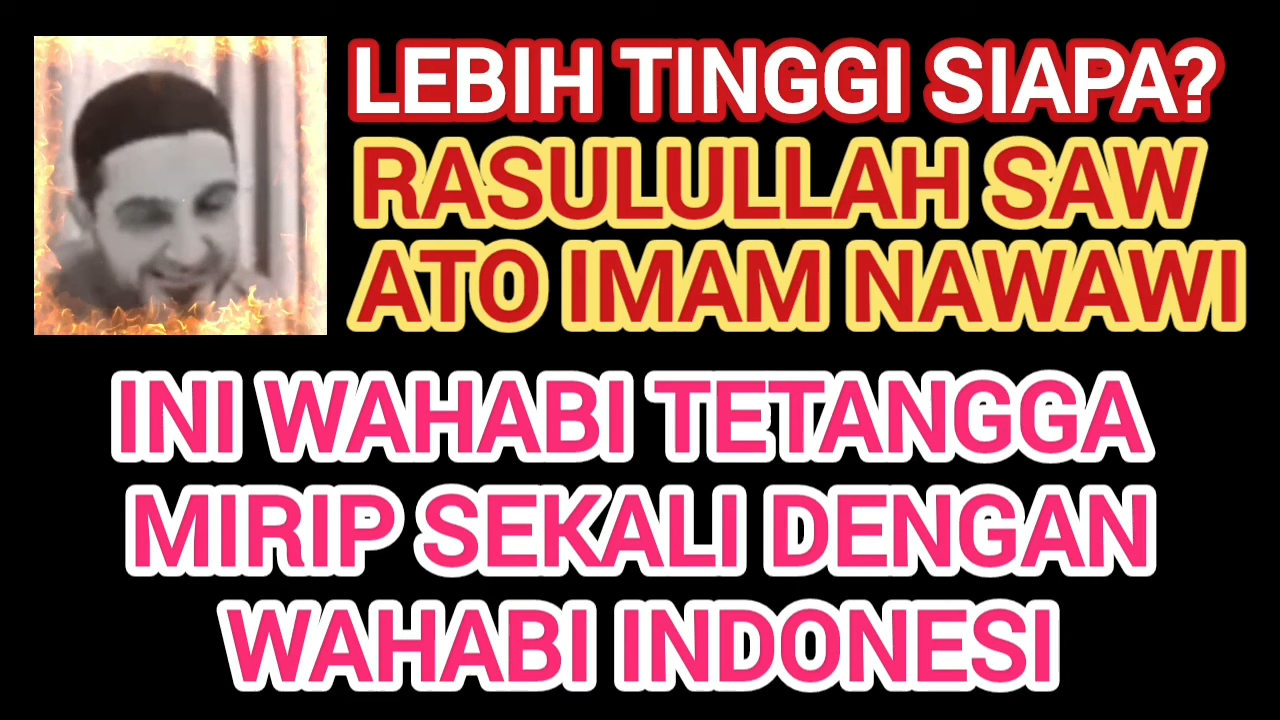 LEBIH TINGGI SIAPA?
RASULULLAH SAW
ATO IMAM NAWAWI
INI WAHABI TETANGGA
MIRIP SEKALI DENGAN
WAHABI INDONESI